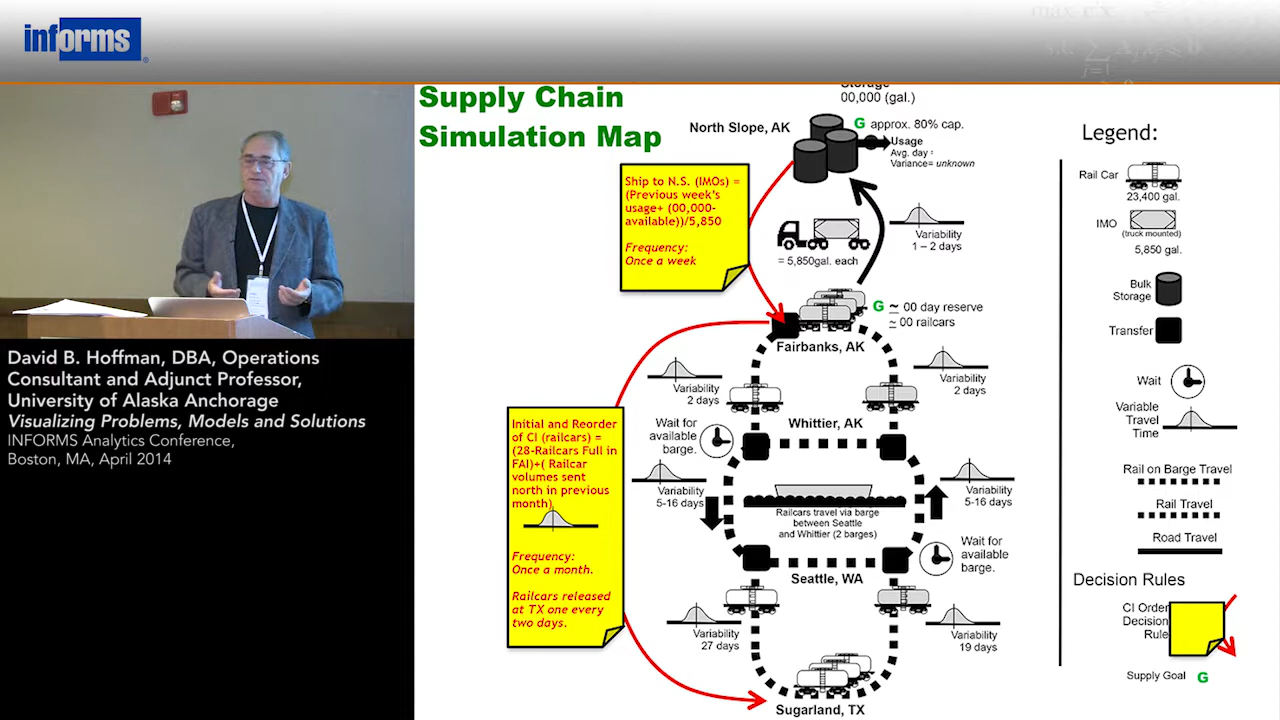 informs
David B. Hoffman, DBA, Operations
Consultant and Adjunct Professor,
University of Alaska Anchorage
Visualizing Problems, Models and Solutions
INFORMS Analytics Conference,
Boston, MA, April 2014
Supply Chain
Simulation Map
Storage
00,000 (gal.)
North Slope, AK
G approx. 80% cap.
Usage
Avg. day =
Variance= unknown
Ship to N.S. (IMOs) =
(Previous week's
usage+ (00,000-
available))/5,850
Frequency:
Once a week
= 5,850gal. each
Variability
1 – 2 days
G ~ 00 day reserve
~ 00 railcars
Fairbanks, AK
Variability
2 days
Variability
2 days
Initial and Reorder
of CI (railcars) =
(28-Railcars Full in
FAI)+( Railcar
volumes sent
north in previous
month)
Frequency:
Once a month.
Railcars released
at TX one every
two days.
Wait for
available
barge.
Whittier, AK
Variability
5-16 days
Variability
5-16 days
Railcars travel via barge
between Seattle
and Whittier (2 barges)
Wait for
available
barge.
Seattle, WA
Variability
27 days
Variability
19 days
Sugarland, TX
Legend:
Rail Car
23,400 gal.
IMO
(truck mounted)
5,850 gal.
Bulk
Storage
Transfer
Wait
Variable
Travel
Time
Rail on Barge Travel
Rail Travel
Road Travel
Decision Rules
CI Order
Decision
Rule
Supply Goal G